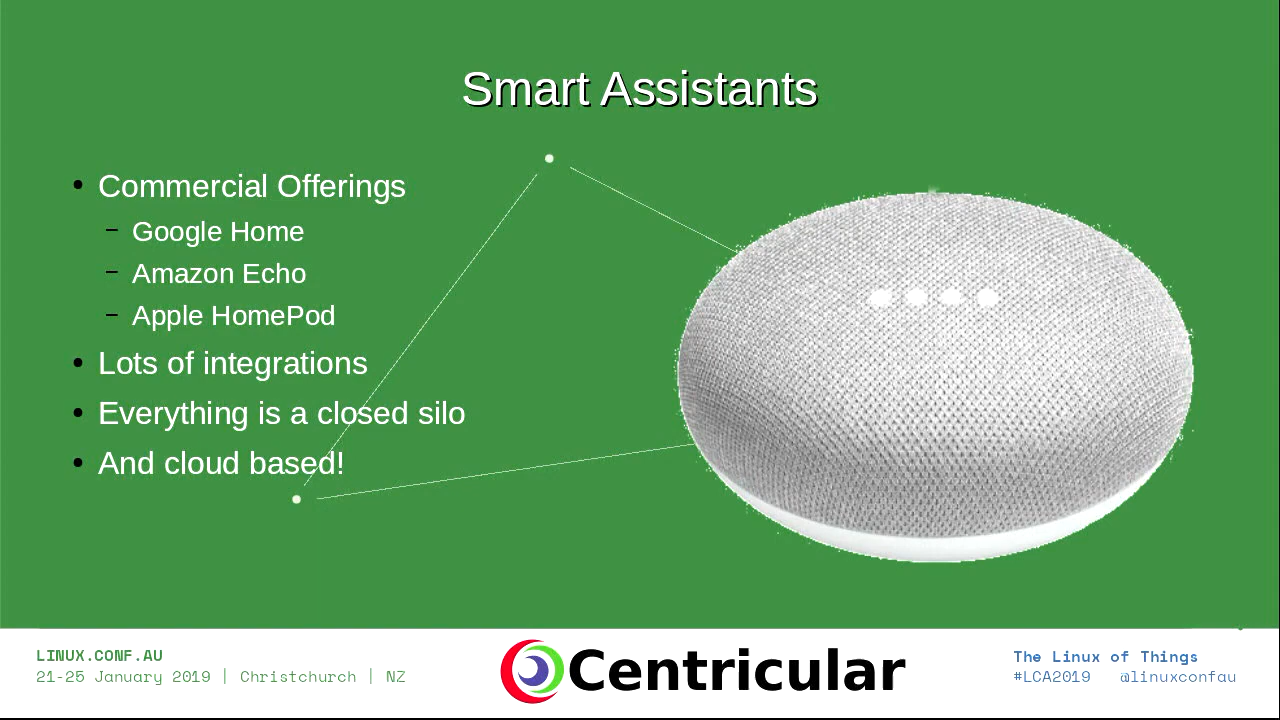 Smart Assistants
• Commercial Offerings
– Google Home
– Amazon Echo
– Apple HomePod
• Lots of integrations
• Everything is a closed silo
• And cloud based!
LINUX.CONF.AU
21-25 January 2019 | Christchurch | NZ
Centricular
The Linux of Things
#LCA2019 @linuxconfau